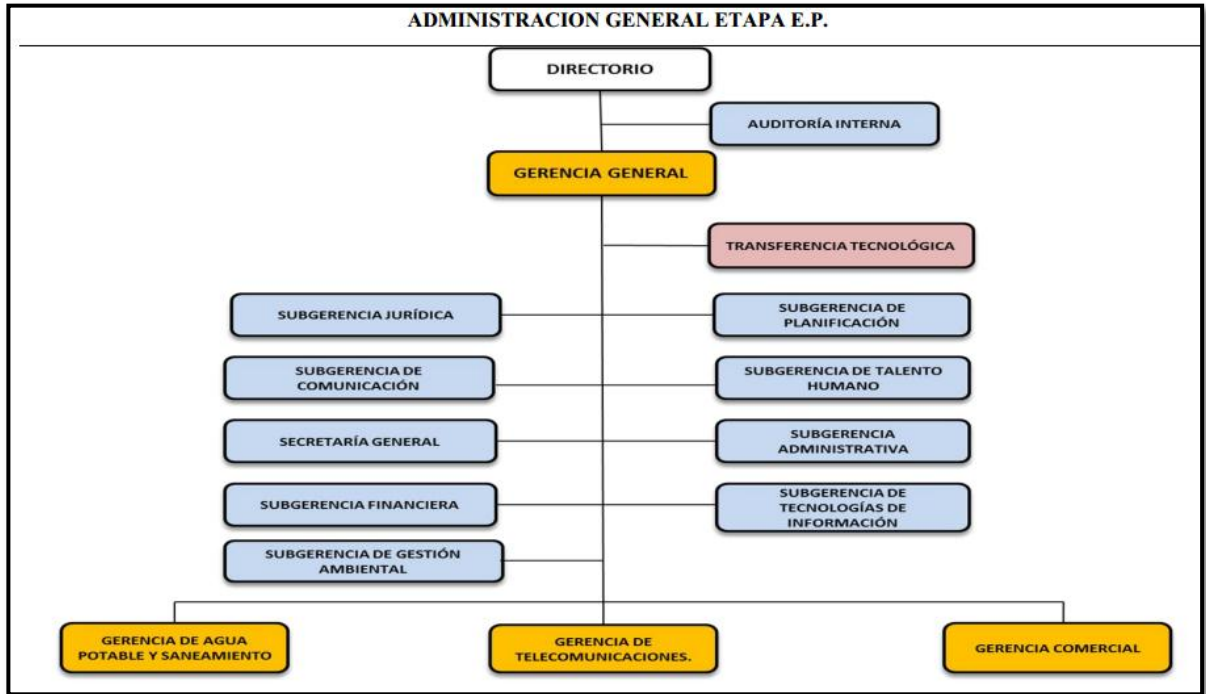 ADMINISTRACION GENERAL ETAPA E.P.
DIRECTORIO
AUDITORÍA INTERNA
GERENCIA GENERAL
TRANSFERENCIA TECNOLÓGICA
SUBGERENCIA JURÍDICA
SUBGERENCIA DE
PLANIFICACIÓN
SUBGERENCIA DE
COMUNICACIÓN
SUBGERENCIA DE TALENTO
HUMANO
SECRETARÍA GENERAL
SUBGERENCIA
ADMINISTRATIVA
SUBGERENCIA FINANCIERA
SUBGERENCIA DE
TECNOLOGÍAS DE
INFORMACIÓN
SUBGERENCIA DE GESTIÓN
AMBIENTAL
GERENCIA DE AGUA
POTABLE Y SANEAMIENTO
GERENCIA DE
TELECOMUNICACIONES.
GERENCIA COMERCIAL